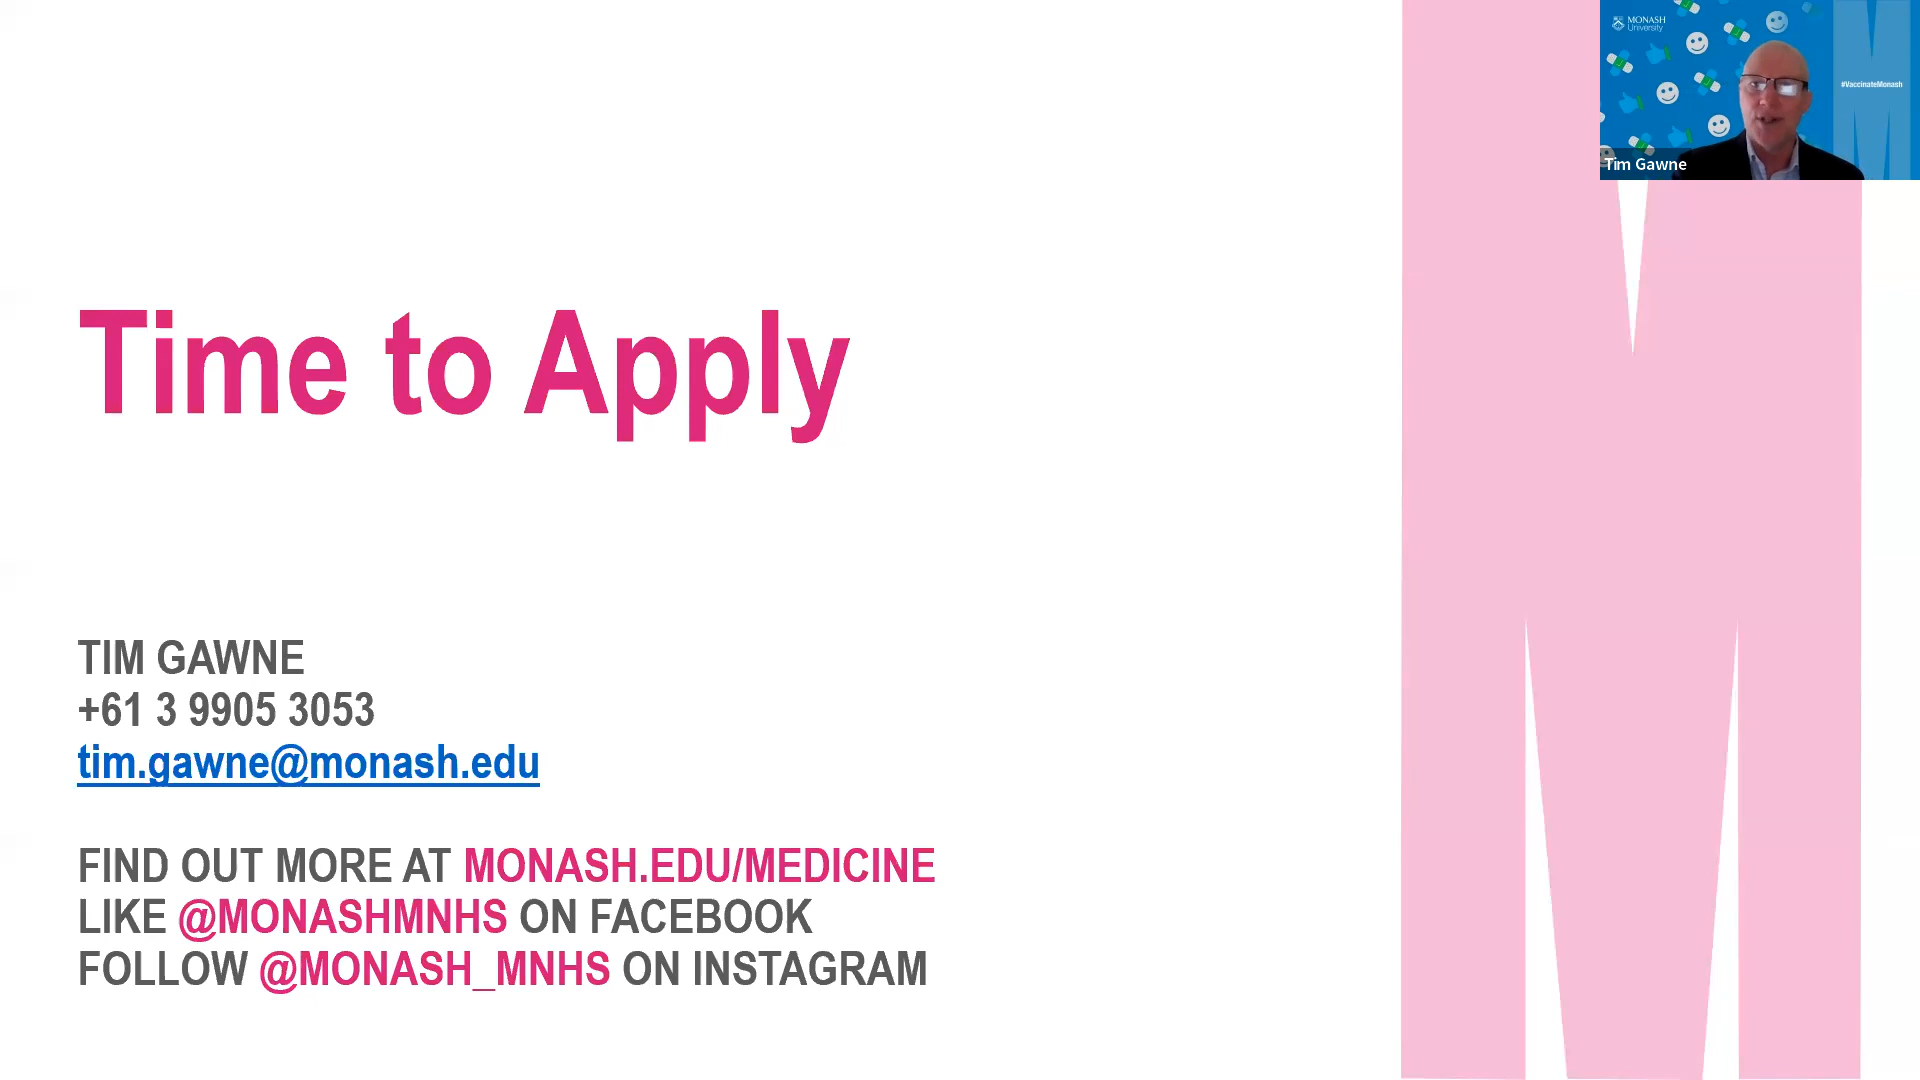 MONASH
University
#VaccinateMonash
Tim Gawne
Time to Apply
TIM GAWNE
+61 3 9905 3053
tim.gawne@monash.edu
FIND OUT MORE AT MONASH.EDU/MEDICINE
LIKE @MONASHMNHS ON FACEBOOK
FOLLOW @MONASH_MNHS ON INSTAGRAM